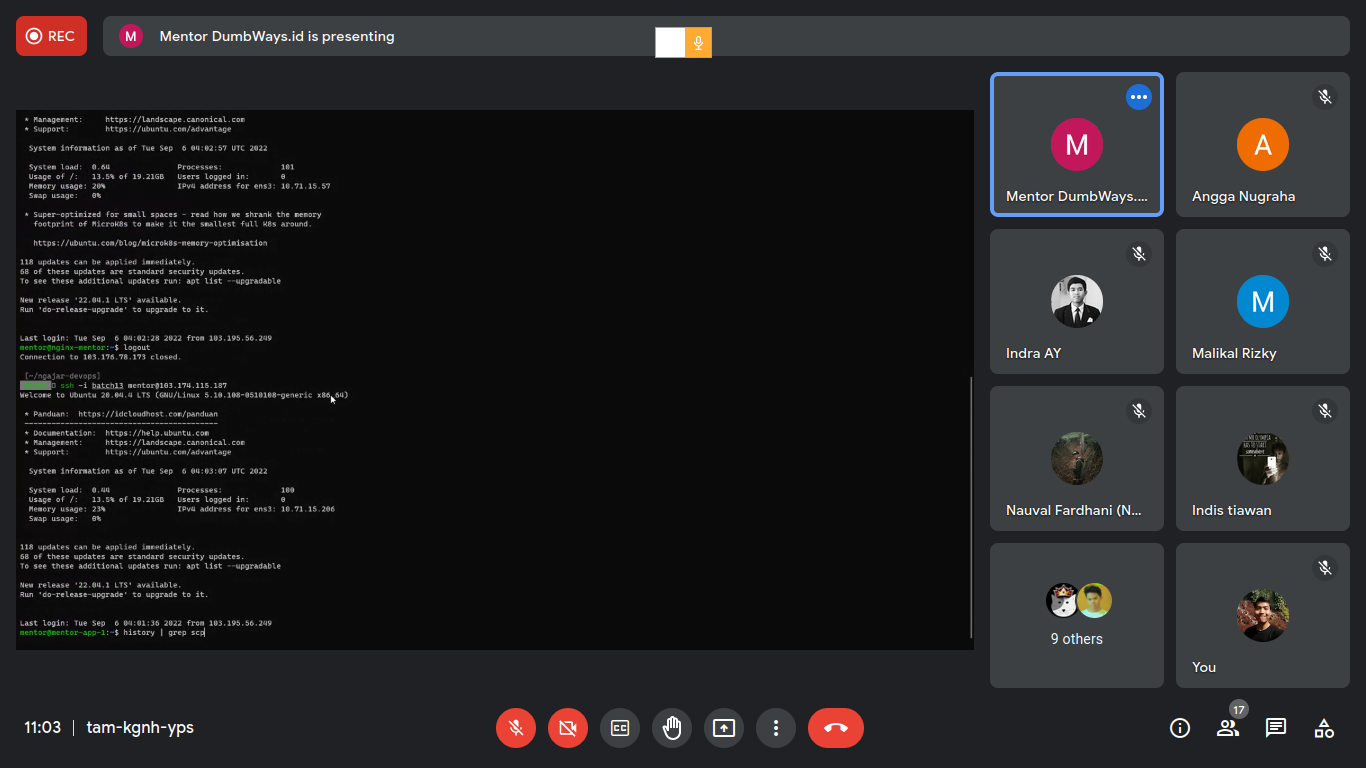 REC
M
Mentor DumbWays.id is presenting
* Management: https://landscape.canonical.com
* Support: https://ubuntu.com/advantage
System information as of Tue Sep 6 04:02:57 UTC 2022
System load: 0.64 Processes: 101
Usage of /: 13.5% of 19.21GB Users logged in: 0
Memory usage: 20% IPv4 address for ens3: 10.71.15.57
Swap usage: 0%
* Super-optimized for small spaces - read how we shrank the memory
footprint of MicroK8s to make it the smallest full K8s around.
https://ubuntu.com/blog/microk8s-memory-optimisation
118 updates can be applied immediately.
68 of these updates are standard security updates.
To see these additional updates run: apt list --upgradable
New release '22.04.1 LTS' available.
Run 'do-release-upgrade' to upgrade to it.
Last login: Tue Sep 6 04:02:28 2022 from 103.195.56.249
mentor@nginx-mentor:~$ logout
Connection to 103.176.78.173 closed.
[~/ngajar-devops]
ssh -i batch13 mentor@103.174.115.187
Welcome to Ubuntu 20.04.4 LTS (GNU/Linux 5.10.108-0510108-generic x86_64)
* Panduan: https://idcloudhost.com/panduan
------------------------------------------
* Documentation: https://help.ubuntu.com
* Management: https://landscape.canonical.com
* Support: https://ubuntu.com/advantage
System information as of Tue Sep 6 04:03:07 UTC 2022
System load: 0.44 Processes: 100
Usage of /: 13.5% of 19.21GB Users logged in: 0
Memory usage: 23% IPv4 address for ens3: 10.71.15.206
Swap usage: 0%
118 updates can be applied immediately.
68 of these updates are standard security updates.
To see these additional updates run: apt list --upgradable
New release '22.04.1 LTS' available.
Run 'do-release-upgrade' to upgrade to it.
Last login: Tue Sep 6 04:01:36 2022 from 103.195.56.249
mentor@mentor-app-1:~$ history | grep scp
M
Mentor DumbWays....
A
Angga Nugraha
Indra AY
M
Malikal Rizky
Nauval Fardhani (N...
Indis tiawan
9 others
You
11:03 | tam-kgnh-yps
CC
17